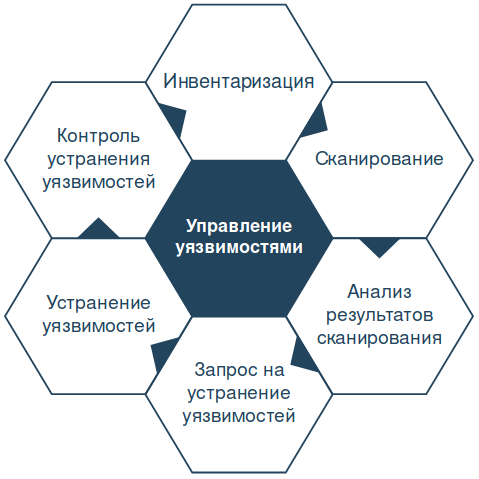 Инвентаризация
Сканирование
Анализ
результатов
сканирования
Запрос на
устранение
уязвимостей
Устранение
уязвимостей
Контроль
устранения
уязвимостей
Управление
уязвимостями